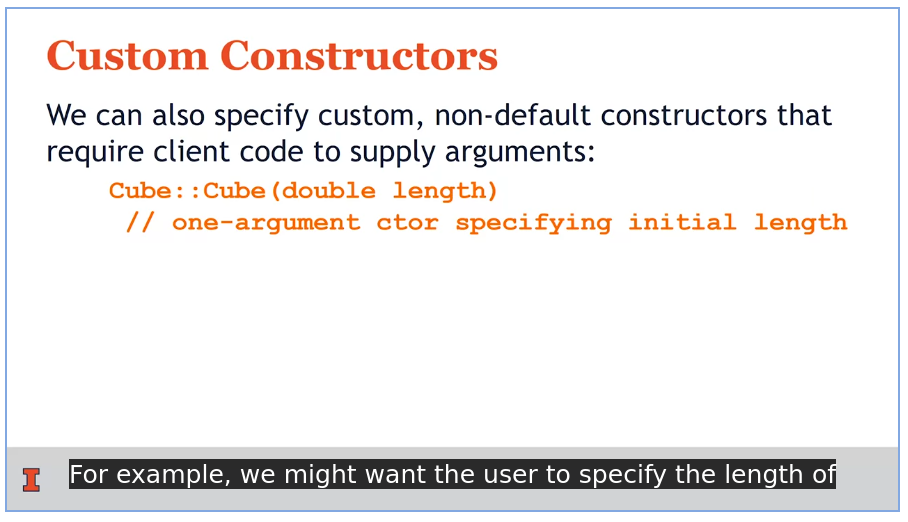 Custom Constructors
We can also specify custom, non-default constructors that
require client code to supply arguments:
Cube::Cube(double length)
// one-argument ctor specifying initial length
For example, we might want the user to specify the length of